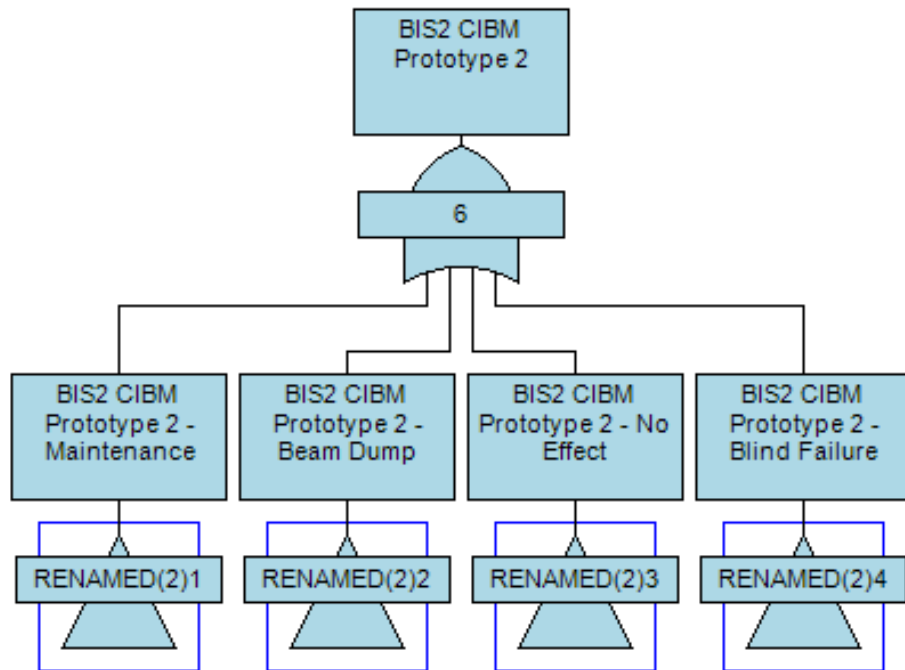 BIS2 CIBM
Prototype 2
6
BIS2 CIBM
Prototype 2 -
Maintenance
BIS2 CIBM
Prototype 2 -
Beam Dump
BIS2 CIBM
Prototype 2 - No
Effect
BIS2 CIBM
Prototype 2 -
Blind Failure
RENAMED(2)1
RENAMED(2)2
RENAMED(2)3
RENAMED(2)4